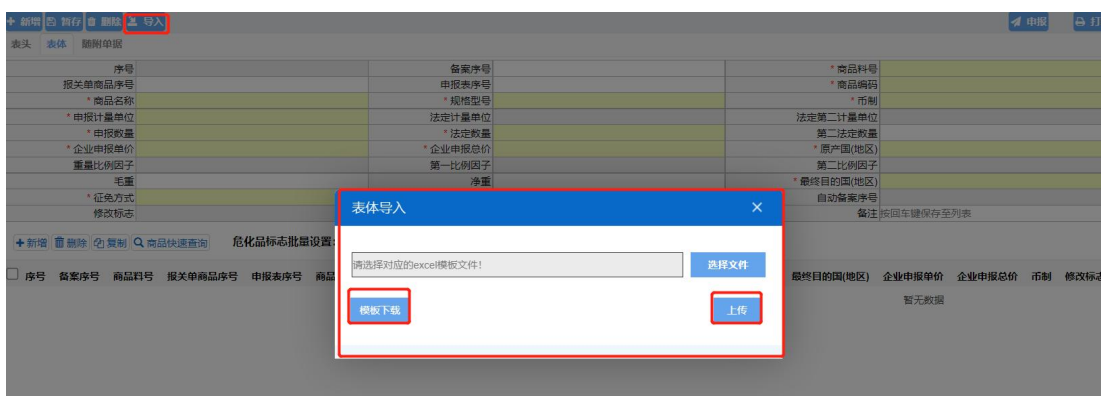 新增 暂存 删除 导入 申报
表头 表体 随附单据
序号 备案序号 *商品料号
报关单商品序号 申报表序号 *商品编码
*商品名称 *规格型号 *币制
*申报计量单位 法定计量单位 法定第二计量单位
*申报数量 *法定数量 第二法定数量
*企业申报单价 *企业申报总价 *原产国(地区)
重量比例因子 第一比例因子 第二比例因子
毛重 净重 *最终目的国(地区)
*征免方式 自动备案序号
修改标志 备注 按回车键保存至列表
表体导入 ×
新增 删除 复制 商品快速查询 危化品标志批量设置:
请选择对应的excel模板文件! 选择文件
序号 备案序号 商品料号 报关单商品序号 申报表序号 商品 最终目的国(地区) 企业申报单价 企业申报总价 币制 修改标志
暂无数据
模板下载 上传